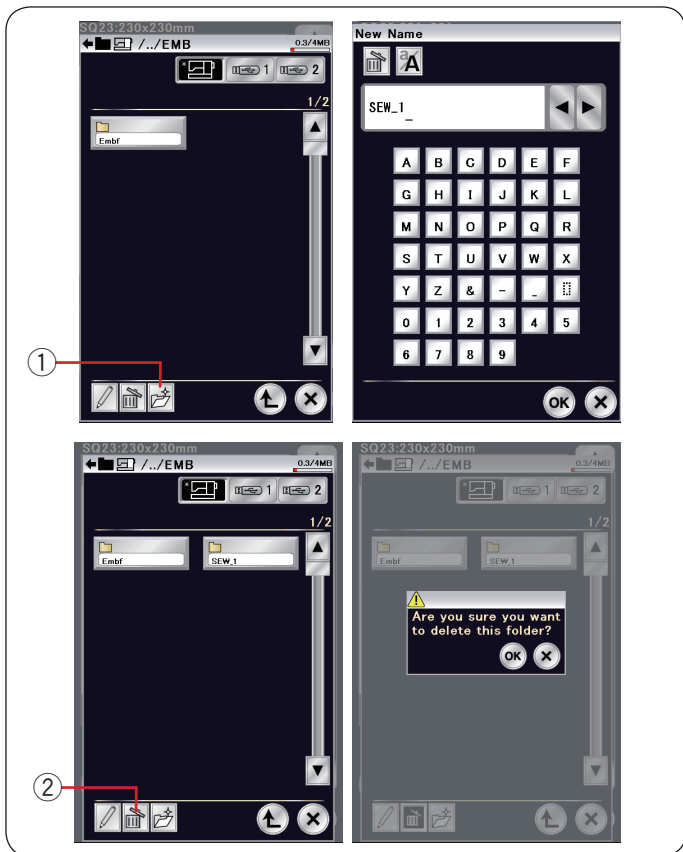 SQ23:230x230mm
/../EMB
0.3/4MB
1 2
1/2
Embf
①
New Name
a/A
SEW_1_
A B C D E F
G H I J K L
M N O P Q R
S T U V W X
Y Z & - _
0 1 2 3 4 5
6 7 8 9
OK
SQ23:230x230mm
/../EMB
0.3/4MB
1 2
1/2
Embf SEW_1
②
SQ23:230x230mm
/../EMB
0.3/4MB
1 2
1/2
Embf SEW_1
Are you sure you want
to delete this folder?
OK